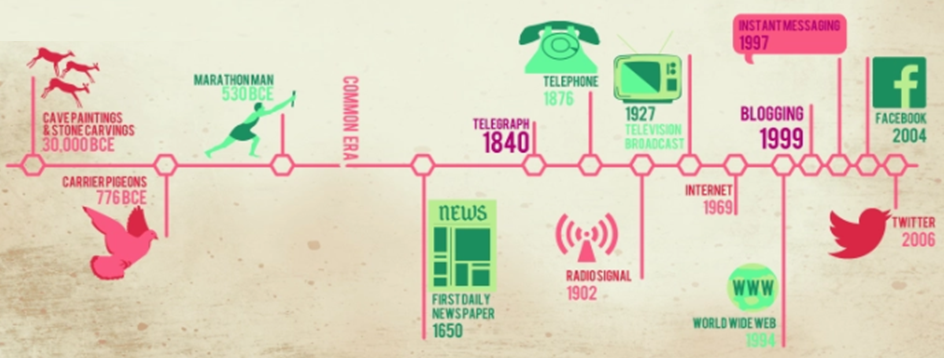 CAVE PAINTINGS
& STONE CARVINGS
30,000 BCE
CARRIER PIGEONS
776 BCE
MARATHON MAN
530 BCE
COMMON ERA
NEWS
FIRST DAILY
NEWS PAPER
1650
TELEGRAPH
1840
TELEPHONE
1876
RADIO SIGNAL
1902
1927
TELEVISION
BROADCAST
INTERNET
1969
WWW
WORLD WIDE WEB
1994
INSTANT MESSAGING
1997
BLOGGING
1999
f
FACEBOOK
2004
TWITTER
2006